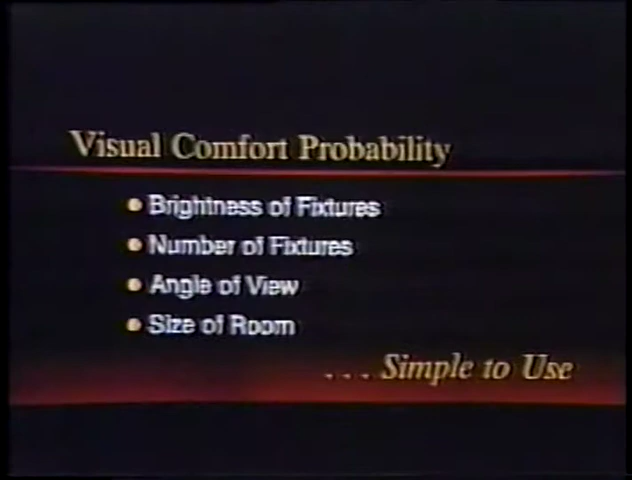 Visual Comfort Probability
• Brightness of Fixtures
• Number of Fixtures
• Angle of View
• Size of Room
. . . Simple to Use